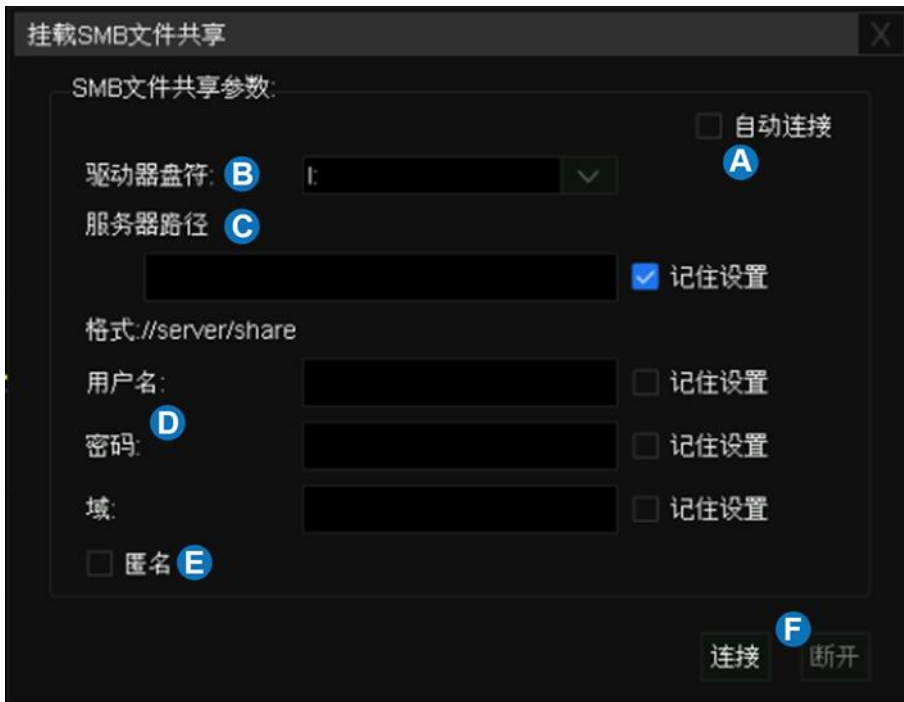 挂载SMB文件共享 X
SMB文件共享参数:
自动连接
A
驱动器盘符: B I:
服务器路径 C
记住设置
格式://server/share
用户名: 记住设置
D
密码: 记住设置
域: 记住设置
匿名 E
F
连接 断开